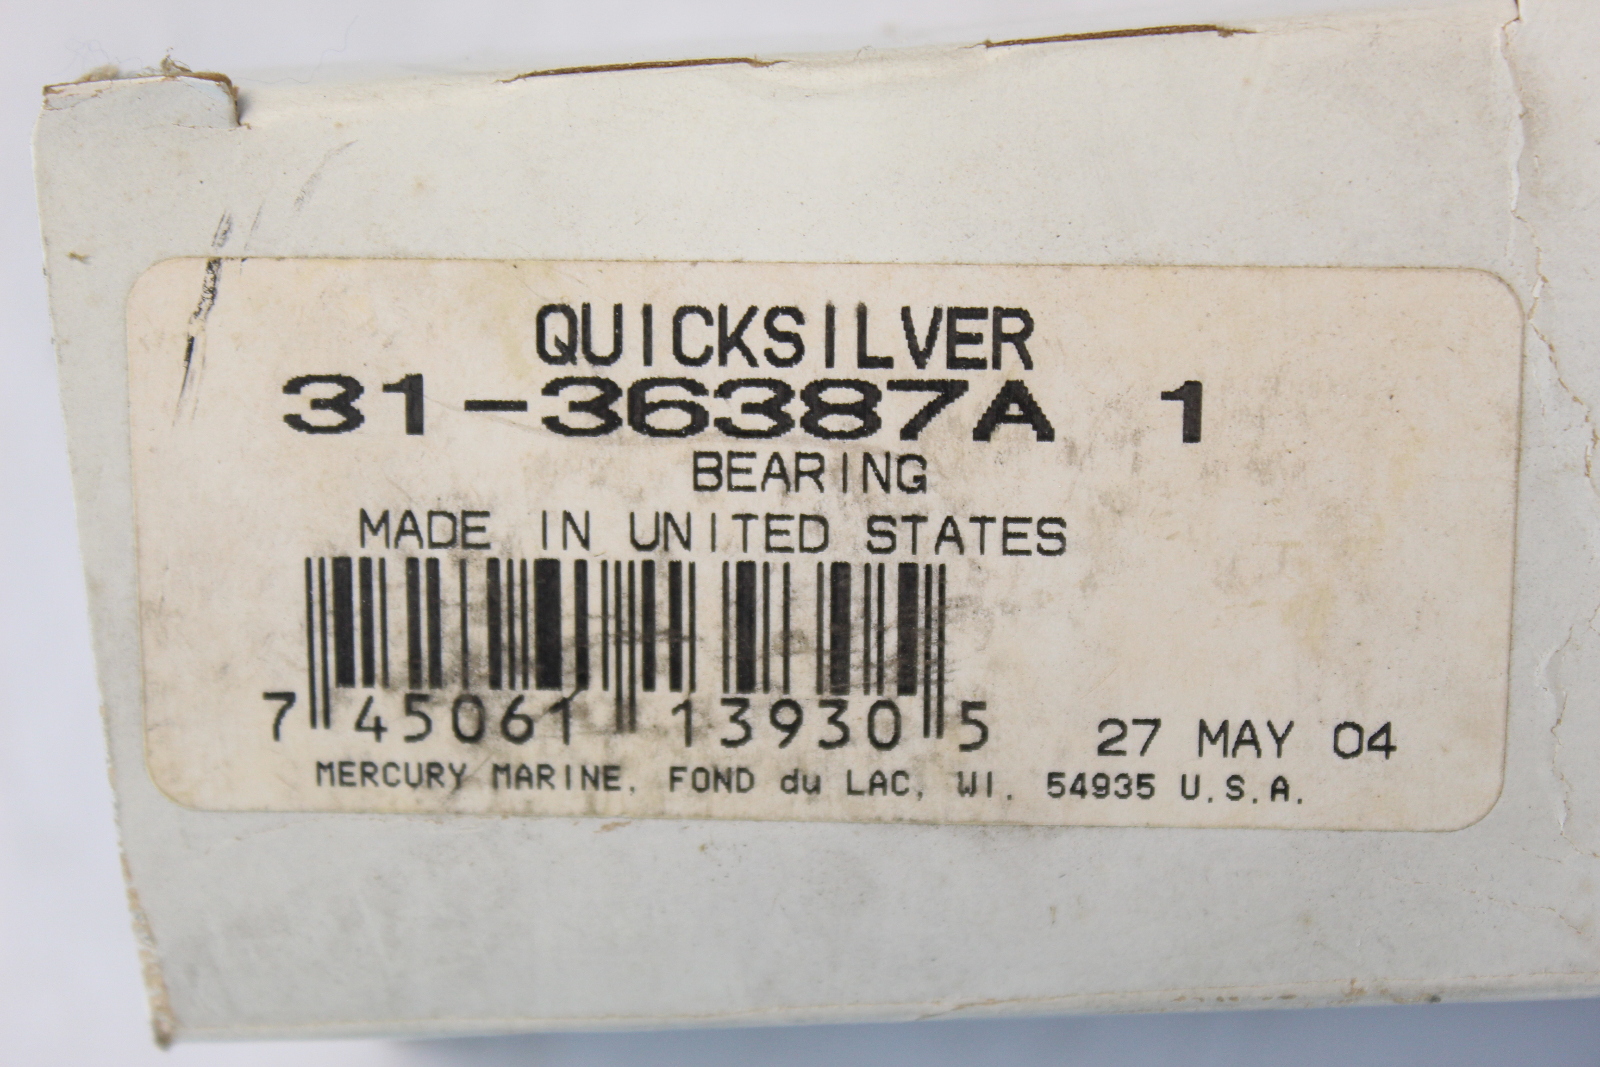 QUICKSILVER
31-36387A 1
BEARING
MADE IN UNITED STATES
7 45061 13930 5
27 MAY 04
MERCURY MARINE, FOND du LAC, WI. 54935 U.S.A.